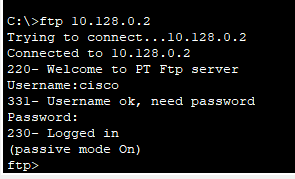 C:\>ftp 10.128.0.2
Trying to connect...10.128.0.2
Connected to 10.128.0.2
220- Welcome to PT Ftp server
Username:cisco
331- Username ok, need password
Password:
230- Logged in
(passive mode On)
ftp>